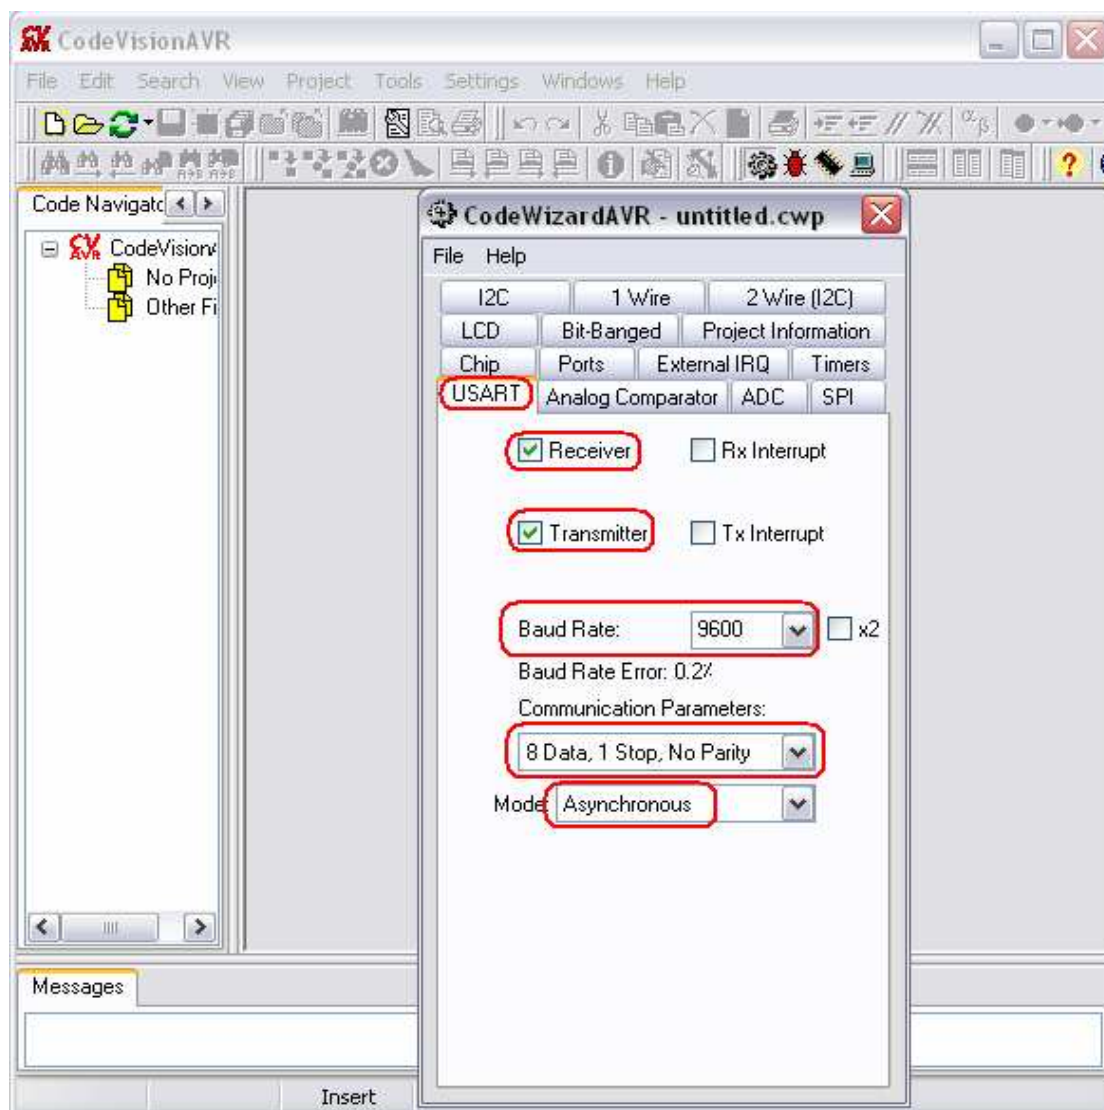 CodeVisionAVR
File Edit Search View Project Tools Settings Windows Help
Code Navigatc
CodeVision
No Proj
Other Fi
CodeWizardAVR - untitled.cwp
File Help
I2C 1 Wire 2 Wire (I2C)
LCD Bit-Banged Project Information
Chip Ports External IRQ Timers
USART Analog Comparator ADC SPI
Receiver Rx Interrupt
Transmitter Tx Interrupt
Baud Rate: 9600 x2
Baud Rate Error: 0.2%
Communication Parameters:
8 Data, 1 Stop, No Parity
Mode Asynchronous
Messages
Insert